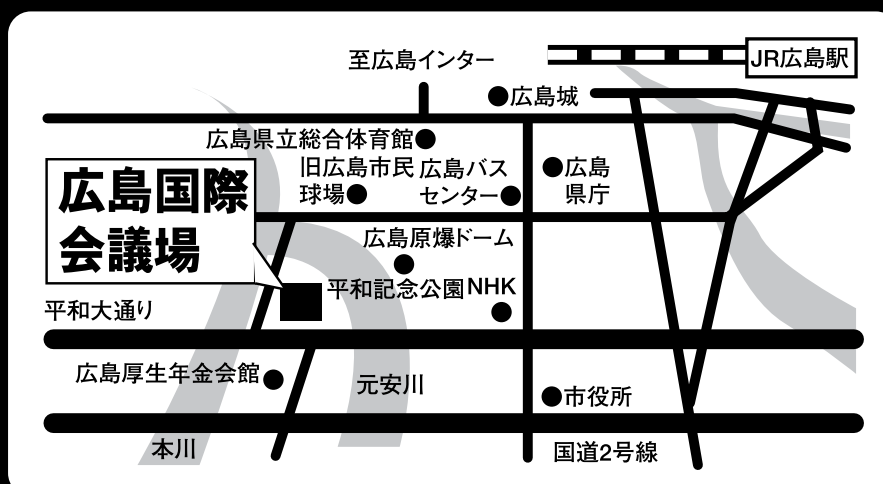 至広島インター
JR広島駅
広島城
広島県立総合体育館
旧広島市民
球場
広島バス
センター
広島
県庁
広島国際
会議場
広島原爆ドーム
平和記念公園
NHK
平和大通り
広島厚生年金会館
元安川
市役所
本川
国道2号線